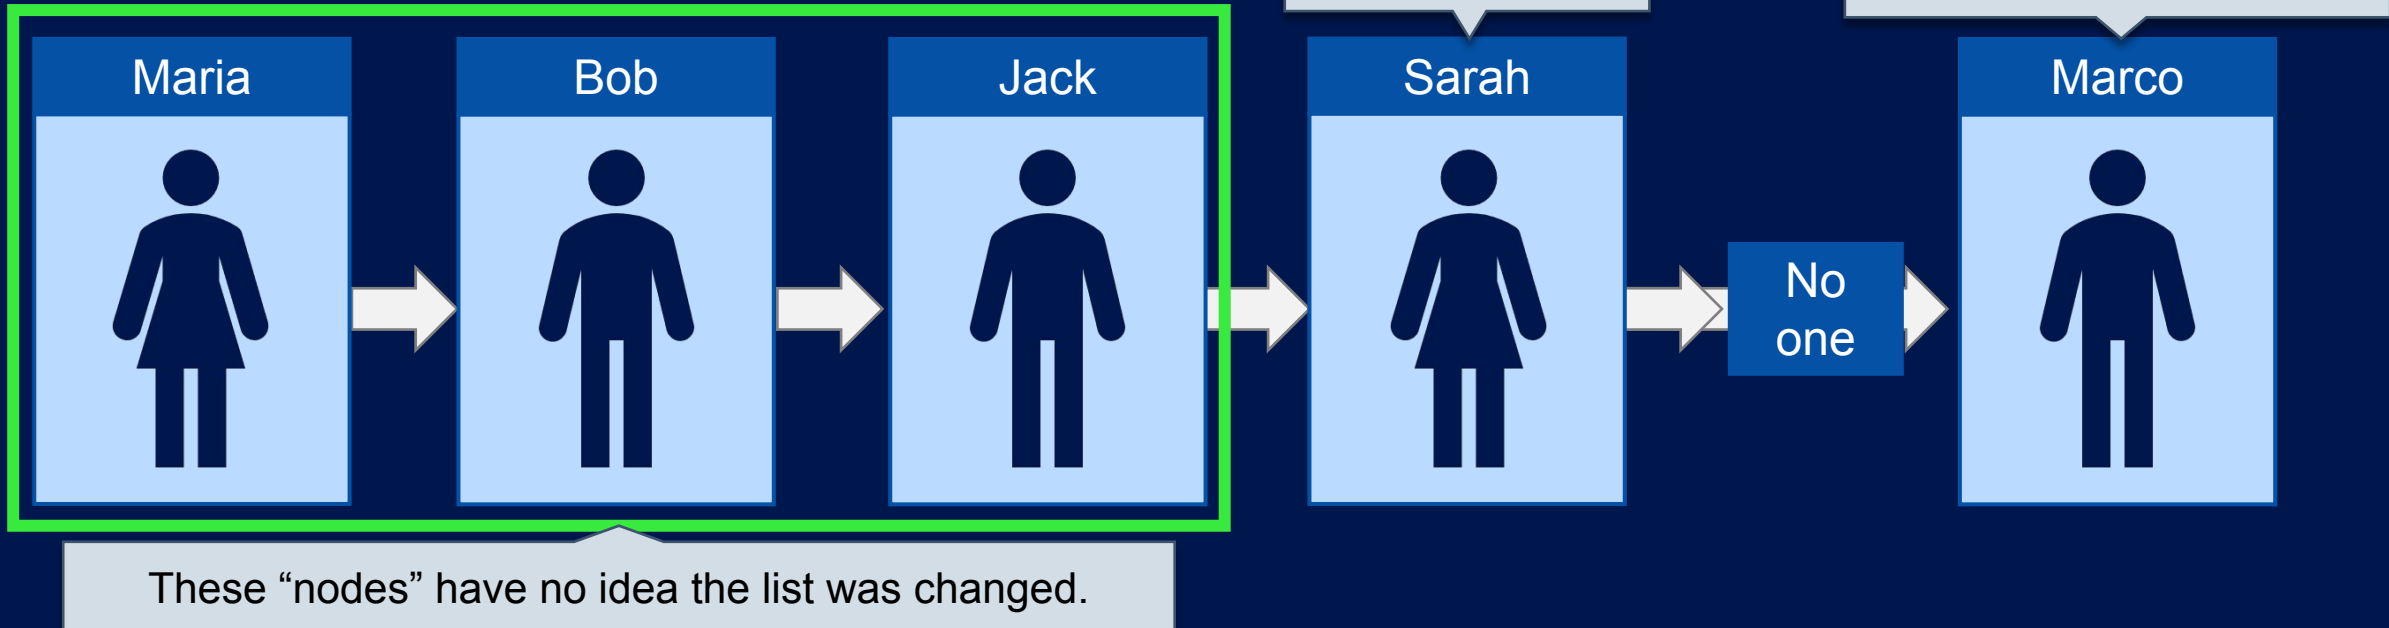 Maria
Bob
Jack
Sarah
Marco
No
one
These “nodes” have no idea the list was changed.